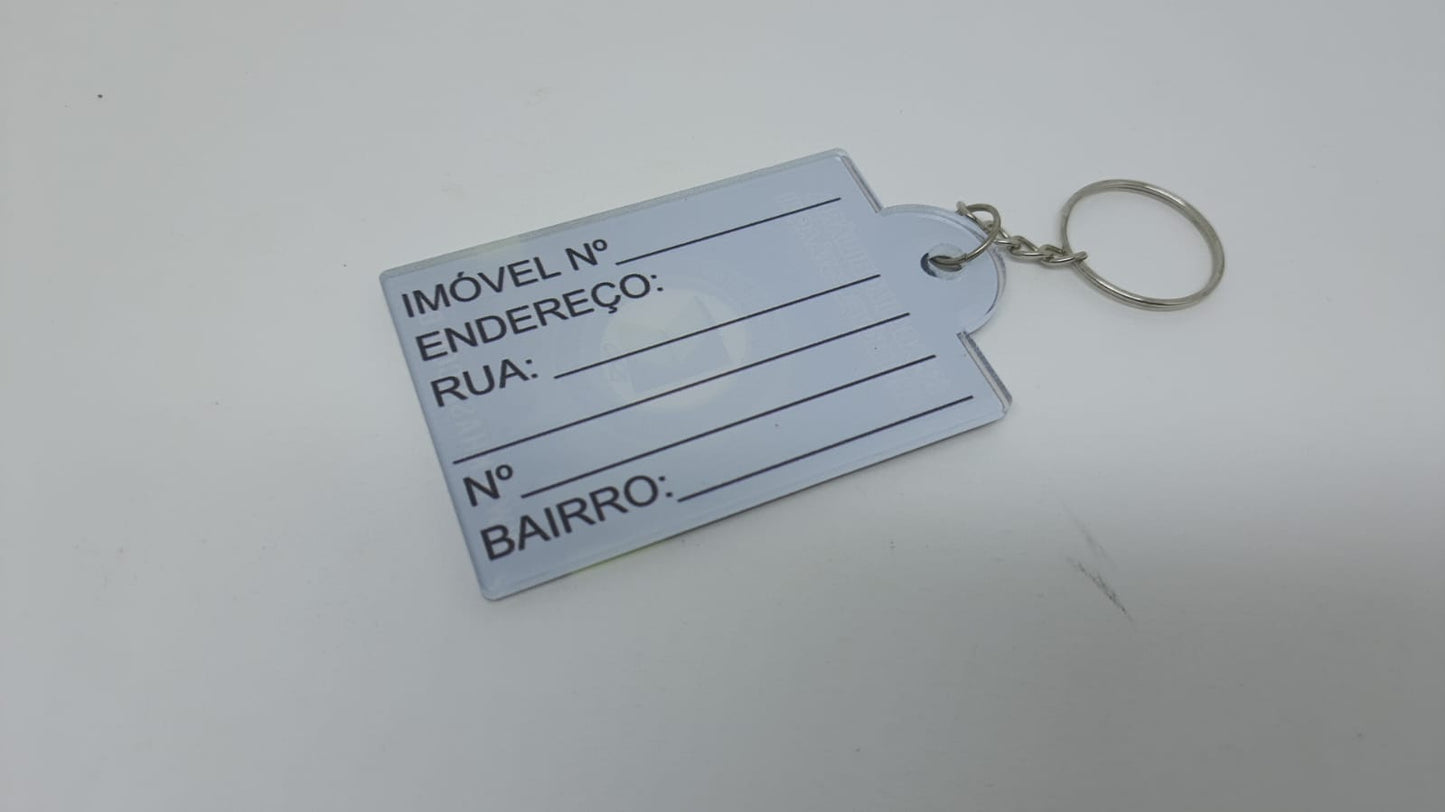 IMÓVEL Nº
ENDEREÇO:
RUA:
Nº
BAIRRO: